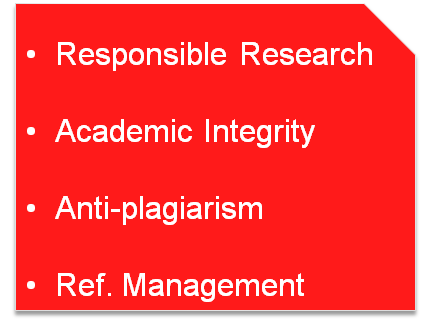 • Responsible Research
• Academic Integrity
• Anti-plagiarism
• Ref. Management